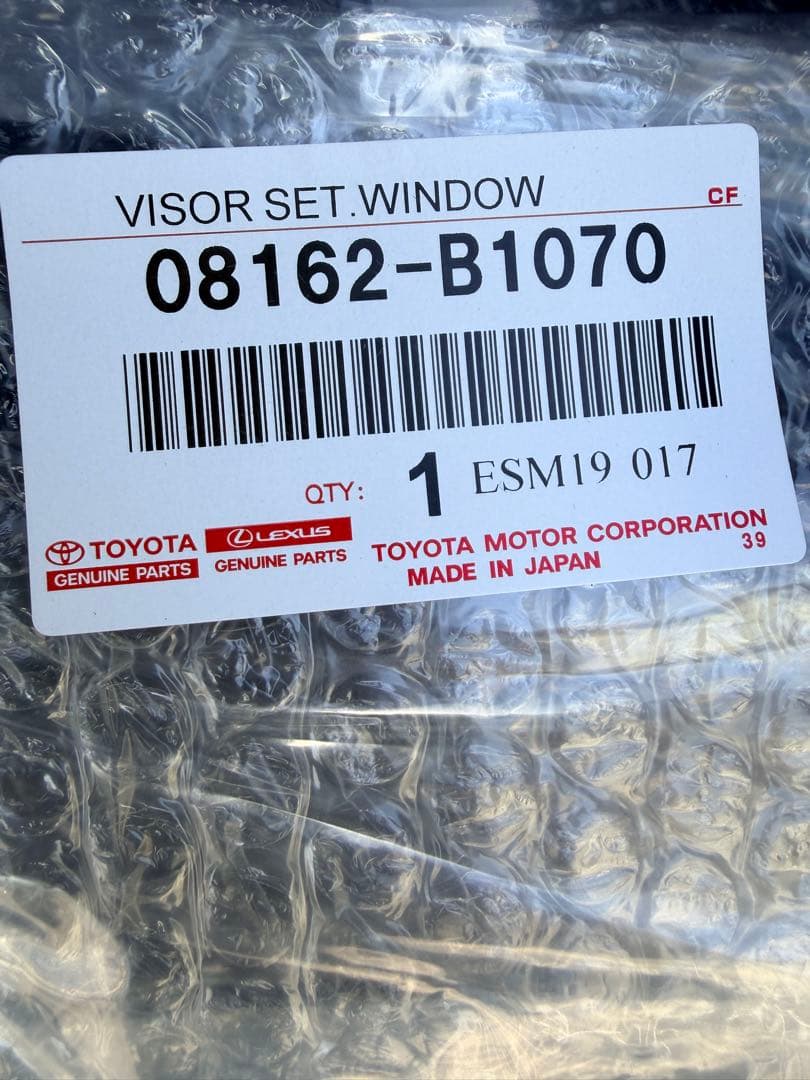 VISOR SET.WINDOW
CF
08162-B1070
QTY: 1 ESM19 017
TOYOTA
GENUINE PARTS
LEXUS
GENUINE PARTS
TOYOTA MOTOR CORPORATION
MADE IN JAPAN
39